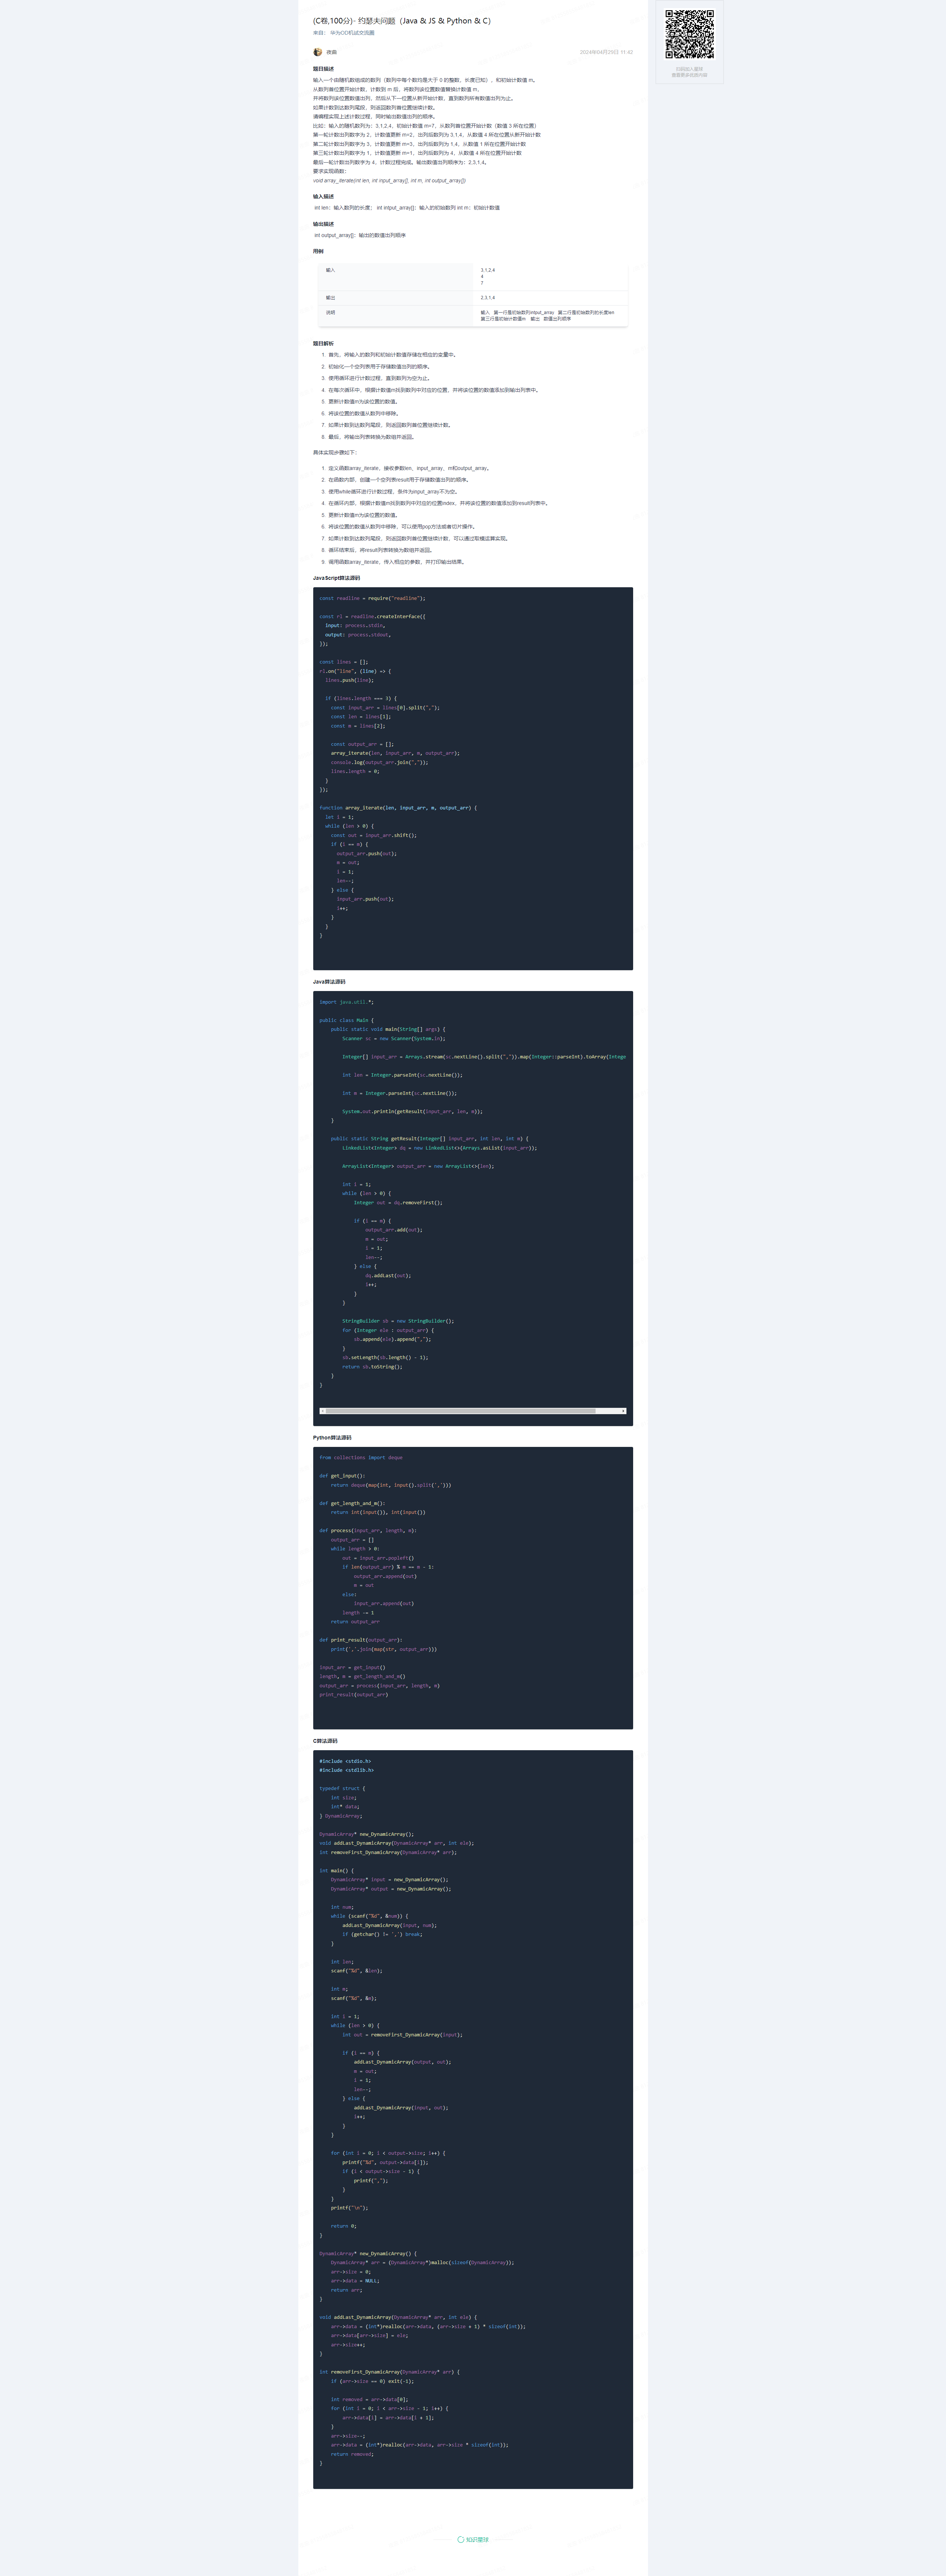 (C卷,100分)- 约瑟夫问题（Java & JS & Python & C）
来自： 华为OD机试交流圈
2024年04月29日 11:42
扫码加入星球
查看更多优质内容
题目描述
输入一个由随机数组成的数列（数列中每个数均是大于 0 的整数，长度已知），和初始计数值 m。
从数列首位置开始计数，计数到 m 后，将数列该位置数值替换计数值 m，
并将数列该位置数值出列，然后从下一位置从新开始计数，直到数列所有数值出列为止。
如果计数到达数列尾段，则返回数列首位置继续计数。
请编程实现上述计数过程，同时输出数值出列的顺序。
比如：输入的随机数列为：3,1,2,4，初始计数值 m=7，从数列首位置开始计数（数值 3 所在位置）
第一轮计数出列数字为 2，计数值更新 m=2，出列后数列为 3,1,4，从数值 4 所在位置从新开始计数
第二轮计数出列数字为 3，计数值更新 m=3，出列后数列为 1,4，从数值 1 所在位置开始计数
第三轮计数出列数字为 1，计数值更新 m=1，出列后数列为 4，从数值 4 所在位置开始计数
最后一轮计数出列数字为 4，计数过程完成。输出数值出列顺序为：2,3,1,4。
要求实现函数：
void array_iterate(int len, int input_array[], int m, int output_array[])
输入描述
int len：输入数列的长度； int intput_array[]：输入的初始数列 int m：初始计数值
输出描述
int output_array[]：输出的数值出列顺序
用例
输入
3,1,2,4
4
7
输出
2,3,1,4
说明
输入 第一行是初始数列intput_array 第二行是初始数列的长度len
第三行是初始计数值m 输出 数值出列顺序
题目解析
1. 首先，将输入的数列和初始计数值存储在相应的变量中。
2. 初始化一个空列表用于存储数值出列的顺序。
3. 使用循环进行计数过程，直到数列为空为止。
4. 在每次循环中，根据计数值m找到数列中对应的位置，并将该位置的数值添加到输出列表中。
5. 更新计数值m为该位置的数值。
6. 将该位置的数值从数列中移除。
7. 如果计数到达数列尾段，则返回数列首位置继续计数。
8. 最后，将输出列表转换为数组并返回。
具体实现步骤如下：
1. 定义函数array_iterate，接收参数len、input_array、m和output_array。
2. 在函数内部，创建一个空列表result用于存储数值出列的顺序。
3. 使用while循环进行计数过程，条件为input_array不为空。
4. 在循环内部，根据计数值m找到数列中对应的位置index，并将该位置的数值添加到result列表中。
5. 更新计数值m为该位置的数值。
6. 将该位置的数值从数列中移除，可以使用pop方法或者切片操作。
7. 如果计数到达数列尾段，则返回数列首位置继续计数，可以通过取模运算实现。
8. 循环结束后，将result列表转换为数组并返回。
9. 调用函数array_iterate，传入相应的参数，并打印输出结果。
JavaScript算法源码
const readline = require("readline");
const rl = readline.createInterface({
  input: process.stdin,
  output: process.stdout,
});
const lines = [];
rl.on("line", (line) => {
  lines.push(line);
  if (lines.length === 3) {
    const input_arr = lines[0].split(",");
    const len = lines[1];
    const m = lines[2];
    const output_arr = [];
    array_iterate(len, input_arr, m, output_arr);
    console.log(output_arr.join(","));
    lines.length = 0;
  }
});
function array_iterate(len, input_arr, m, output_arr) {
  let i = 1;
  while (len > 0) {
    const out = input_arr.shift();
    if (i == m) {
      output_arr.push(out);
      m = out;
      i = 1;
      len--;
    } else {
      input_arr.push(out);
      i++;
    }
  }
}
Java算法源码
import java.util.*;
public class Main {
    public static void main(String[] args) {
        Scanner sc = new Scanner(System.in);
        Integer[] input_arr = Arrays.stream(sc.nextLine().split(",")).map(Integer::parseInt).toArray(Intege
        int len = Integer.parseInt(sc.nextLine());
        int m = Integer.parseInt(sc.nextLine());
        System.out.println(getResult(input_arr, len, m));
    }
    public static String getResult(Integer[] input_arr, int len, int m) {
        LinkedList<Integer> dq = new LinkedList<>(Arrays.asList(input_arr));
        ArrayList<Integer> output_arr = new ArrayList<>(len);
        int i = 1;
        while (len > 0) {
            Integer out = dq.removeFirst();
            if (i == m) {
                output_arr.add(out);
                m = out;
                i = 1;
                len--;
            } else {
                dq.addLast(out);
                i++;
            }
        }
        StringBuilder sb = new StringBuilder();
        for (Integer ele : output_arr) {
            sb.append(ele).append(",");
        }
        sb.setLength(sb.length() - 1);
        return sb.toString();
    }
}
Python算法源码
from collections import deque
def get_input():
    return deque(map(int, input().split(',')))
def get_length_and_m():
    return int(input()), int(input())
def process(input_arr, length, m):
    output_arr = []
    while length > 0:
        out = input_arr.popleft()
        if len(output_arr) % m == m - 1:
            output_arr.append(out)
            m = out
        else:
            input_arr.append(out)
        length -= 1
    return output_arr
def print_result(output_arr):
    print(','.join(map(str, output_arr)))
input_arr = get_input()
length, m = get_length_and_m()
output_arr = process(input_arr, length, m)
print_result(output_arr)
C算法源码
#include <stdio.h>
#include <stdlib.h>
typedef struct {
    int size;
    int* data;
} DynamicArray;
DynamicArray* new_DynamicArray();
void addLast_DynamicArray(DynamicArray* arr, int ele);
int removeFirst_DynamicArray(DynamicArray* arr);
int main() {
    DynamicArray* input = new_DynamicArray();
    DynamicArray* output = new_DynamicArray();
    int num;
    while (scanf("%d", &num)) {
        addLast_DynamicArray(input, num);
        if (getchar() != ',') break;
    }
    int len;
    scanf("%d", &len);
    int m;
    scanf("%d", &m);
    int i = 1;
    while (len > 0) {
        int out = removeFirst_DynamicArray(input);
        if (i == m) {
            addLast_DynamicArray(output, out);
            m = out;
            i = 1;
            len--;
        } else {
            addLast_DynamicArray(input, out);
            i++;
        }
    }
    for (int i = 0; i < output->size; i++) {
        printf("%d", output->data[i]);
        if (i < output->size - 1) {
            printf(",");
        }
    }
    printf("\n");
    return 0;
}
DynamicArray* new_DynamicArray() {
    DynamicArray* arr = (DynamicArray*)malloc(sizeof(DynamicArray));
    arr->size = 0;
    arr->data = NULL;
    return arr;
}
void addLast_DynamicArray(DynamicArray* arr, int ele) {
    arr->data = (int*)realloc(arr->data, (arr->size + 1) * sizeof(int));
    arr->data[arr->size] = ele;
    arr->size++;
}
int removeFirst_DynamicArray(DynamicArray* arr) {
    if (arr->size == 0) exit(-1);
    int removed = arr->data[0];
    for (int i = 0; i < arr->size - 1; i++) {
        arr->data[i] = arr->data[i + 1];
    }
    arr->size--;
    arr->data = (int*)realloc(arr->data, arr->size * sizeof(int));
    return removed;
}
知识星球